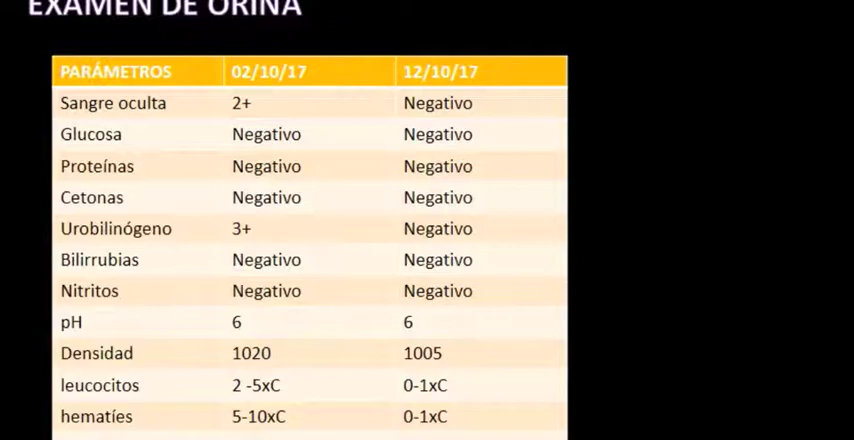 EXAMEN DE ORINA
PARÁMETROS 02/10/17 12/10/17
Sangre oculta 2+ Negativo
Glucosa Negativo Negativo
Proteínas Negativo Negativo
Cetonas Negativo Negativo
Urobilinógeno 3+ Negativo
Bilirrubias Negativo Negativo
Nitritos Negativo Negativo
pH 6 6
Densidad 1020 1005
leucocitos 2 -5xC 0-1xC
hematíes 5-10xC 0-1xC